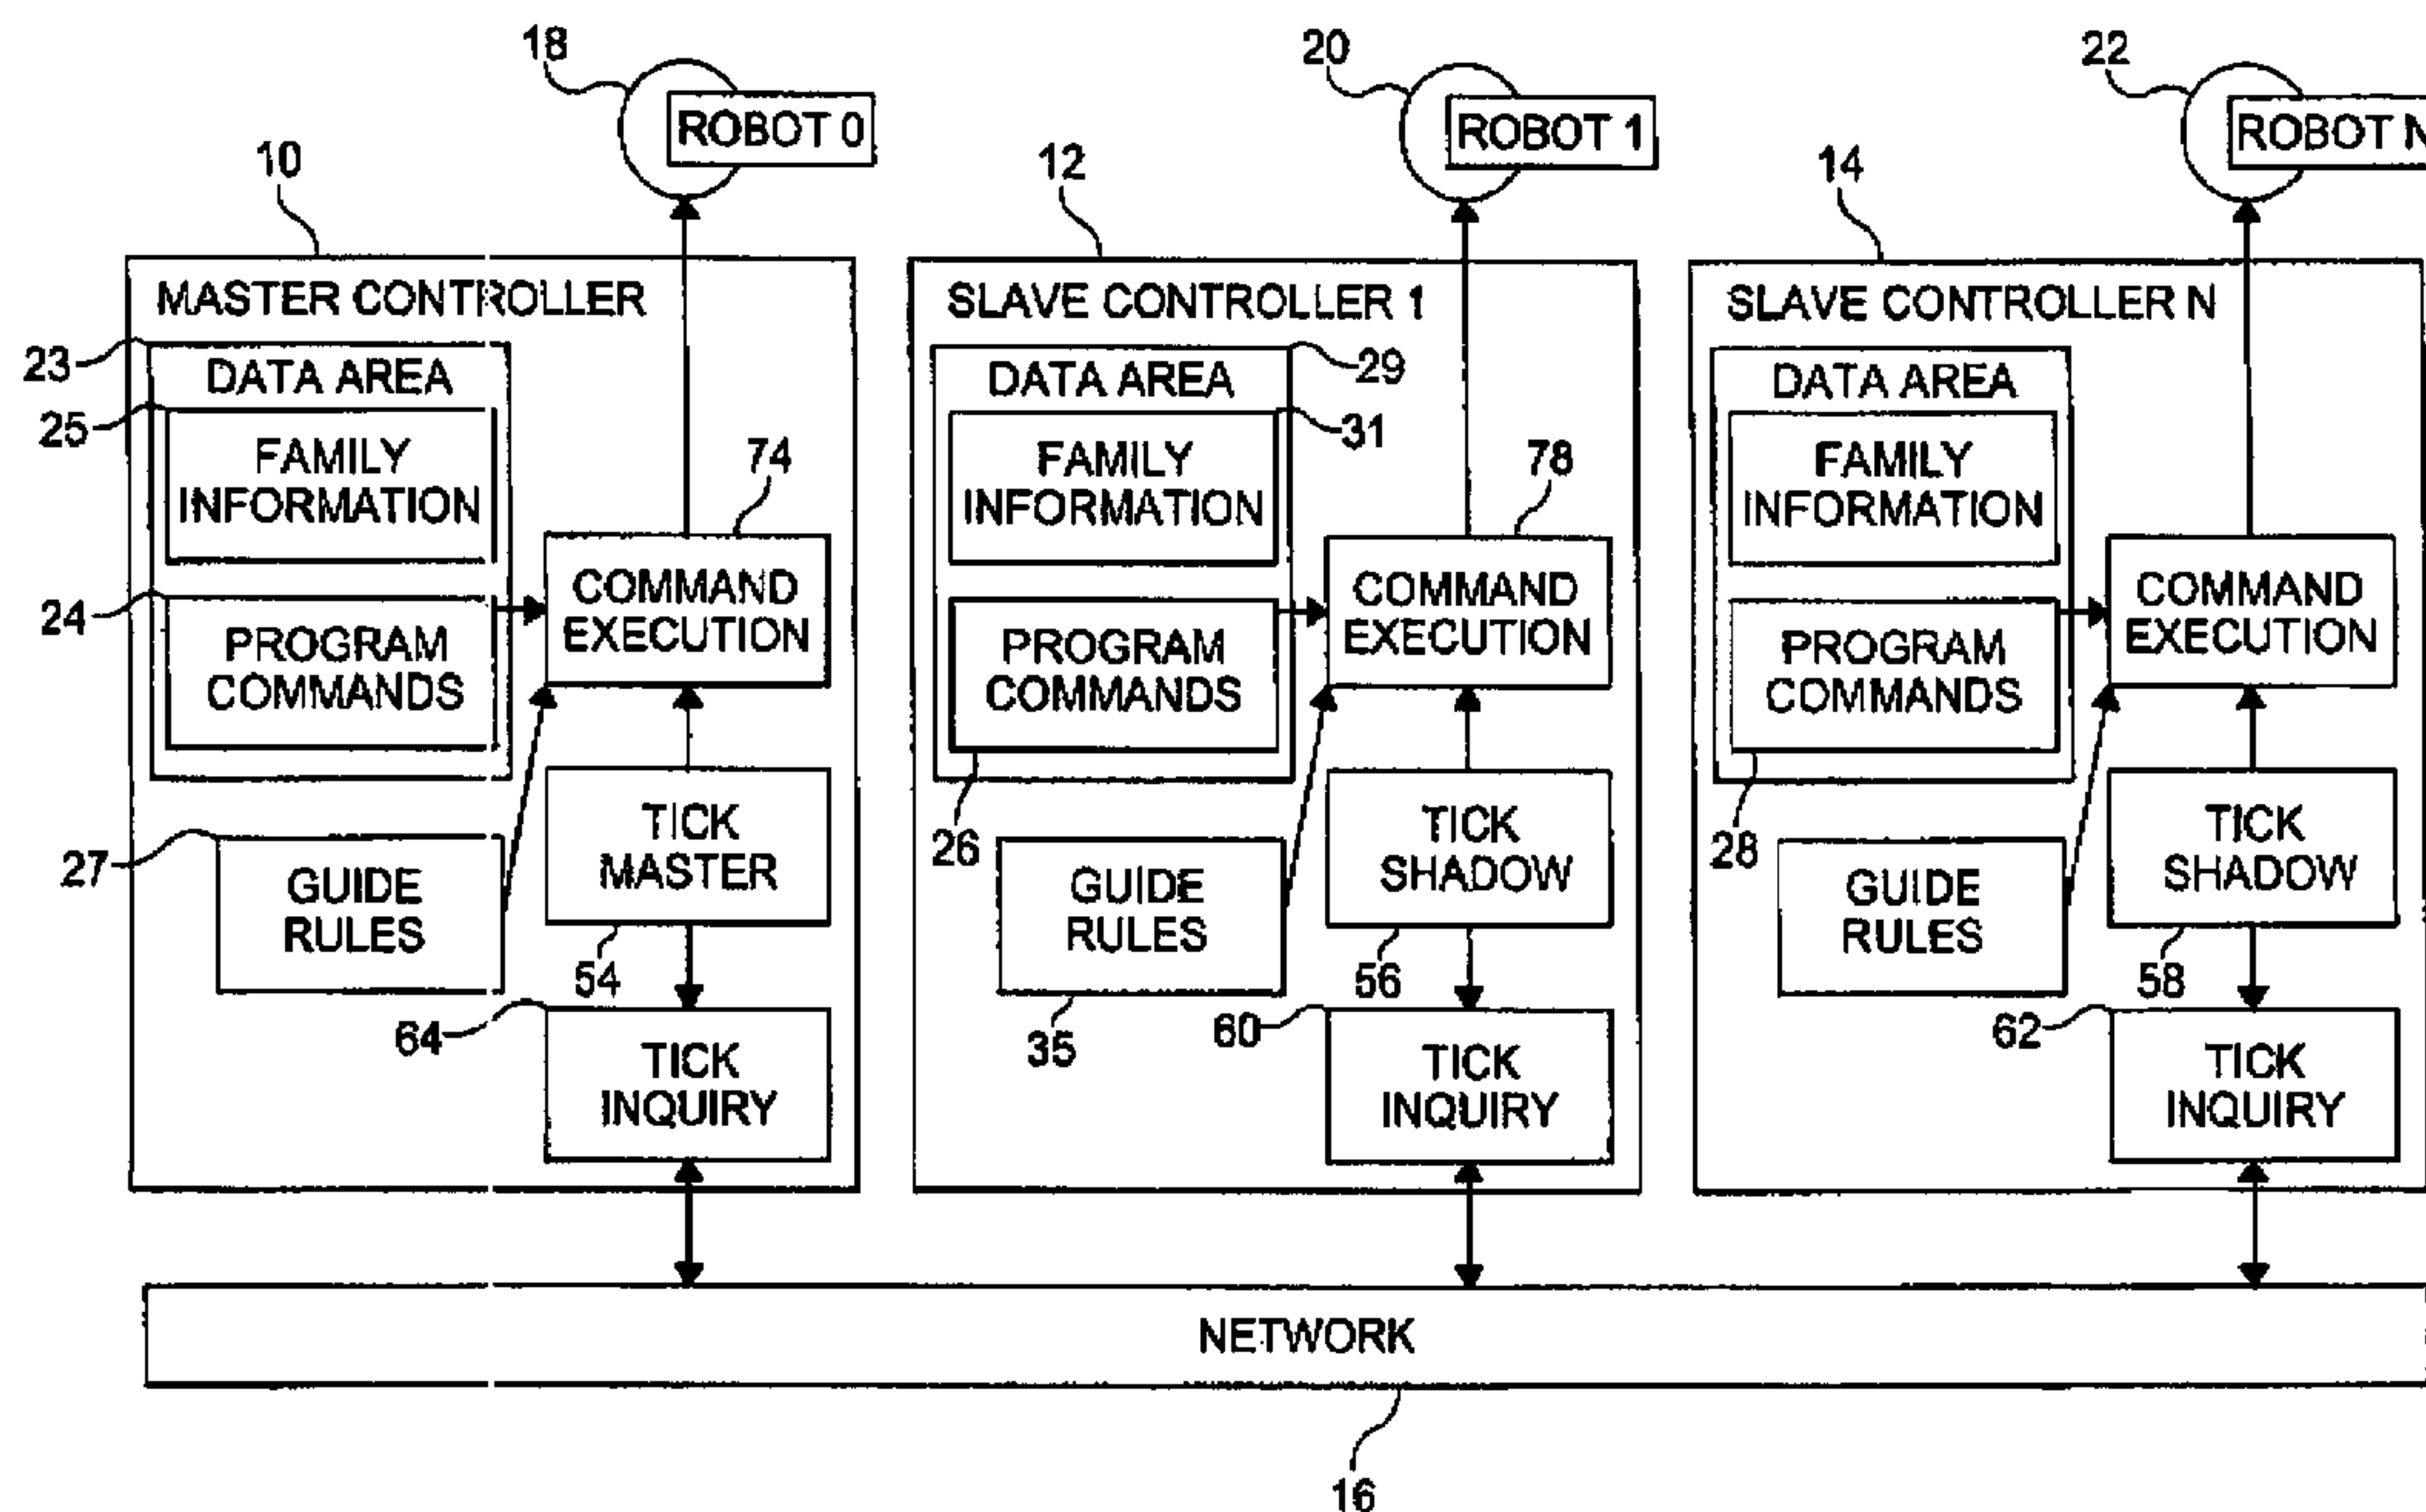 18
ROBOT 0
20
ROBOT 1
22
ROBOT N
10
12
14
MASTER CONTROLLER
23
DATA AREA
25
FAMILY
INFORMATION
74
24
PROGRAM
COMMANDS
COMMAND
EXECUTION
27
GUIDE
RULES
TICK
MASTER
54
64
TICK
INQUIRY
SLAVE CONTROLLER 1
29
DATA AREA
31
FAMILY
INFORMATION
78
PROGRAM
COMMANDS
COMMAND
EXECUTION
26
GUIDE
RULES
35
TICK
SHADOW
56
60
TICK
INQUIRY
SLAVE CONTROLLER N
DATA AREA
FAMILY
INFORMATION
PROGRAM
COMMANDS
COMMAND
EXECUTION
28
GUIDE
RULES
TICK
SHADOW
58
62
TICK
INQUIRY
NETWORK
16